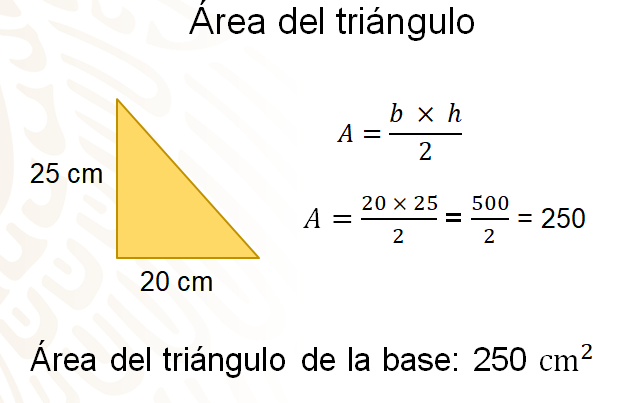 Área del triángulo
25 cm
20 cm
A = b × h / 2
A = 20 × 25 / 2 = 500 / 2 = 250
Área del triángulo de la base: 250 cm²